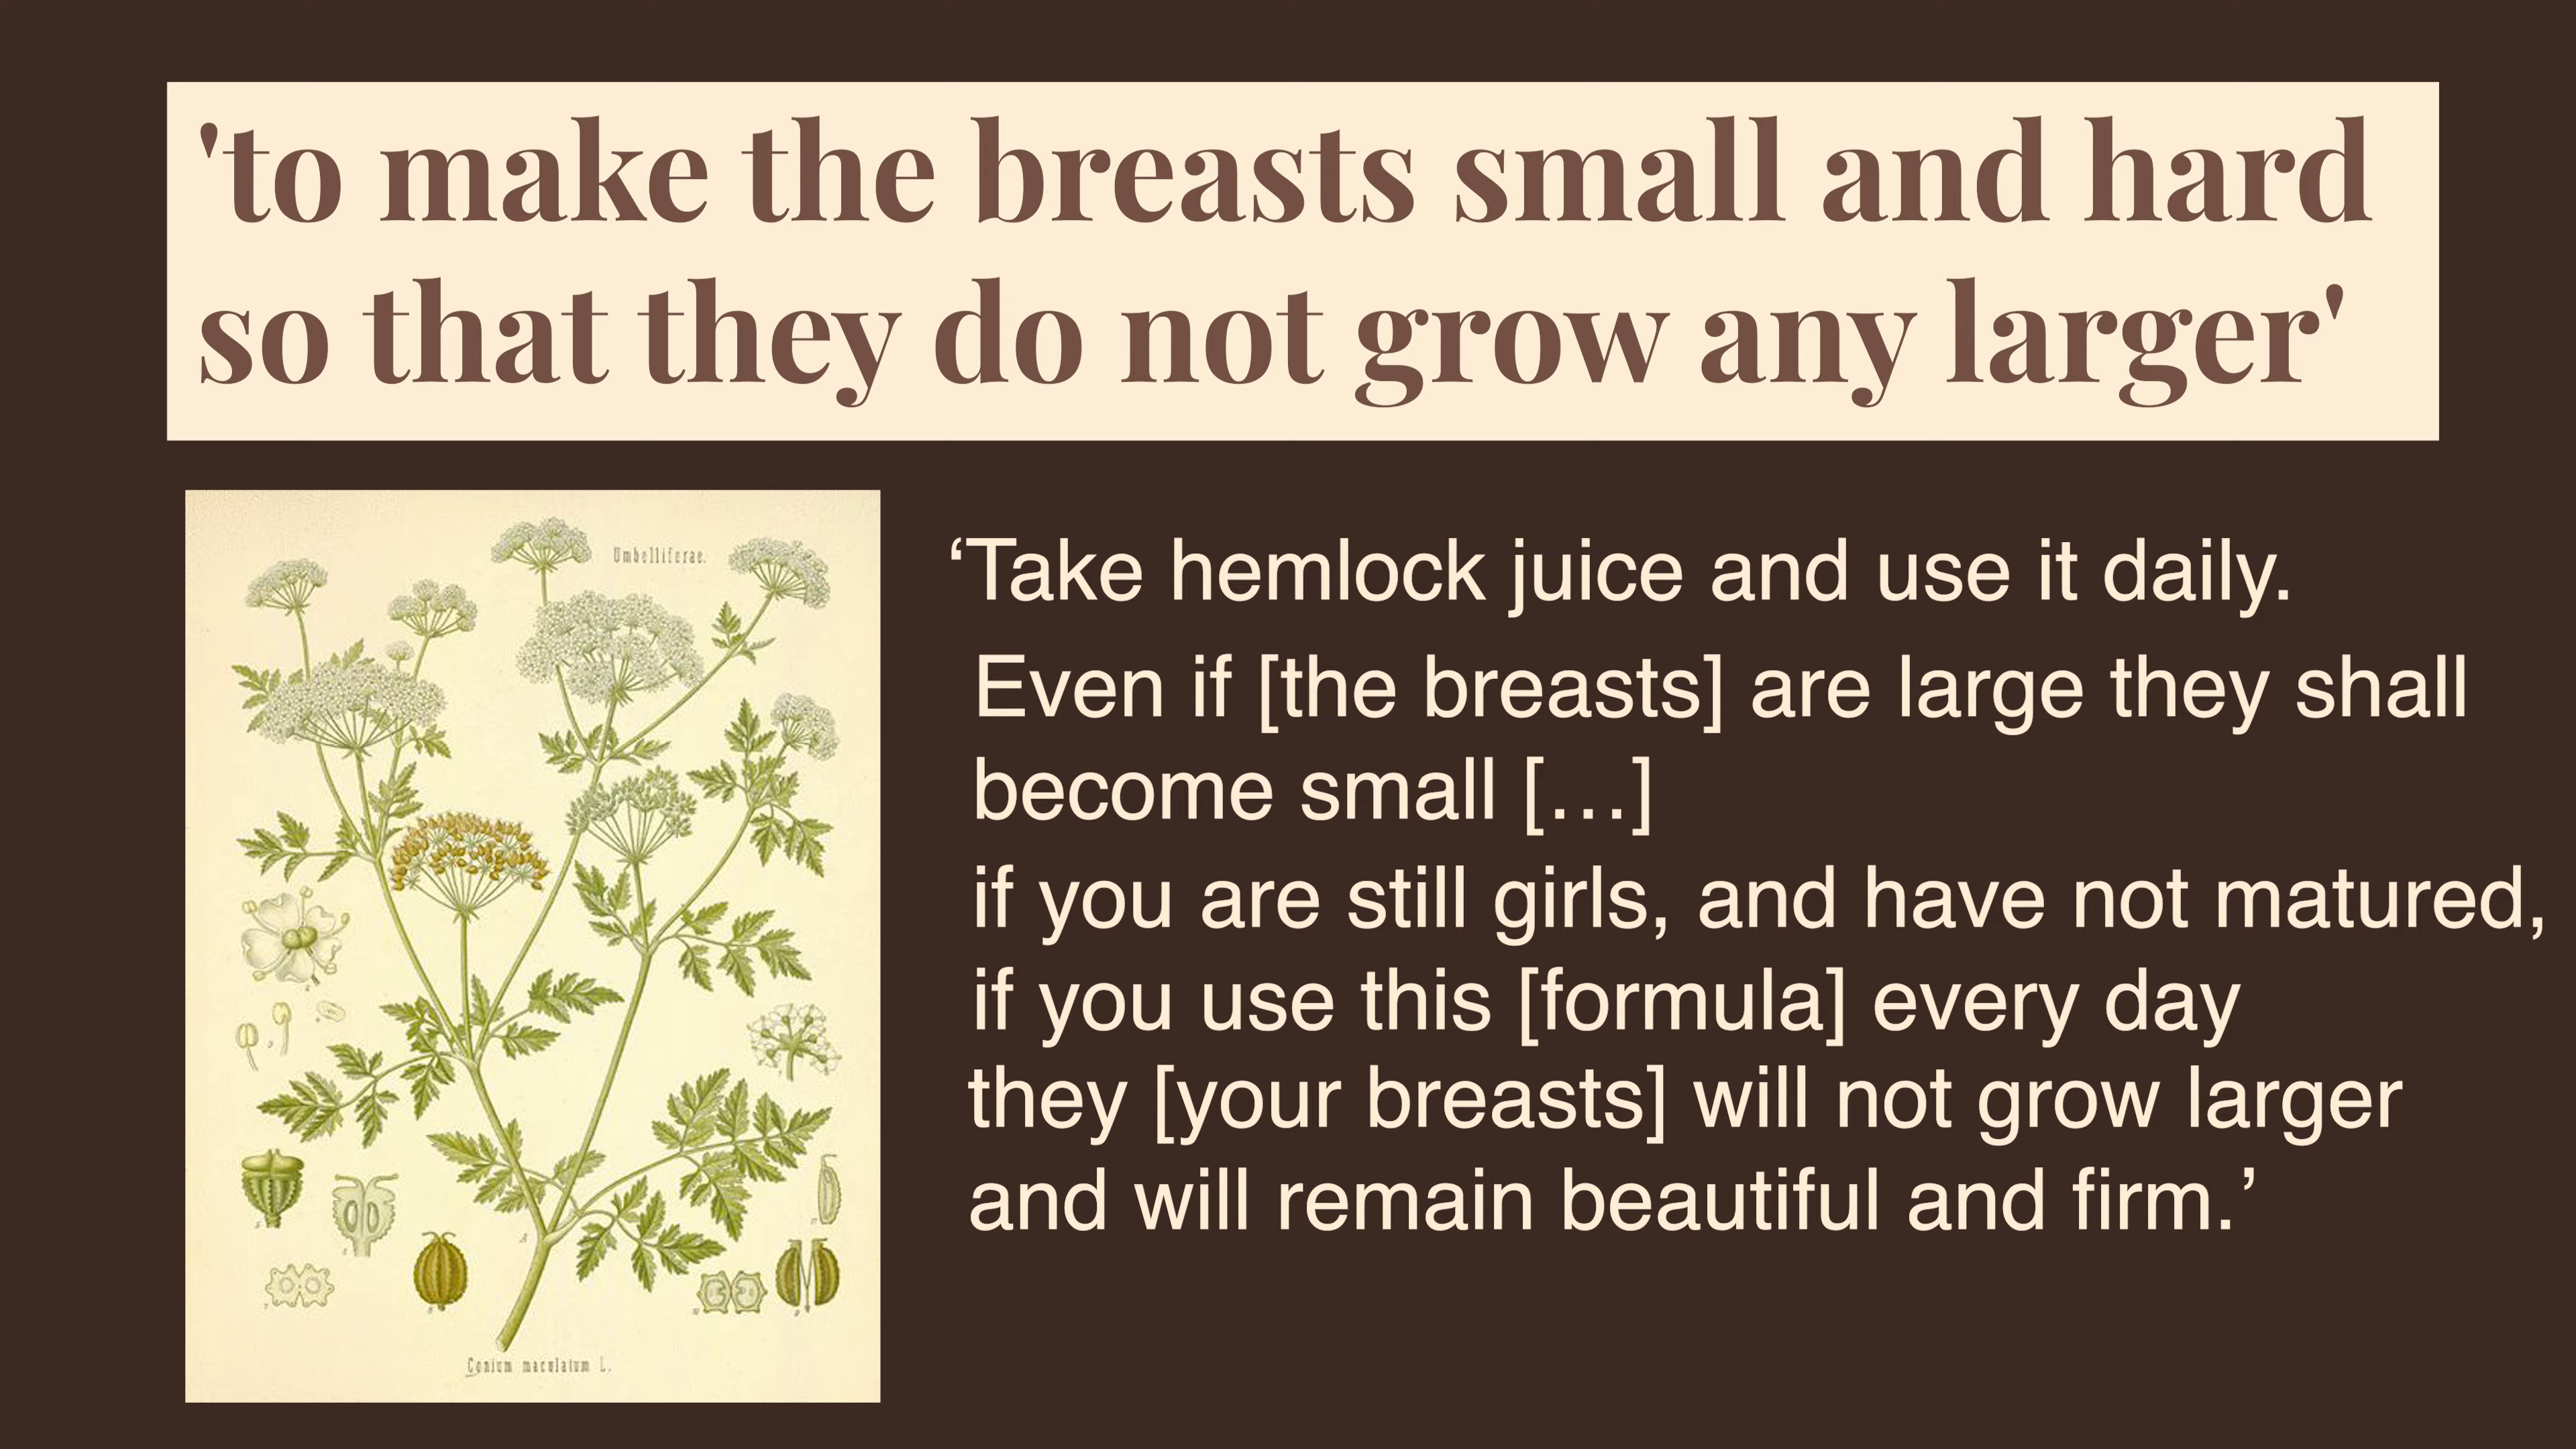 'to make the breasts small and hard
so that they do not grow any larger'
Umbelliferae.
‘Take hemlock juice and use it daily.
Even if [the breasts] are large they shall
become small […]
if you are still girls, and have not matured,
if you use this [formula] every day
they [your breasts] will not grow larger
and will remain beautiful and firm.’
Conium maculatum L.